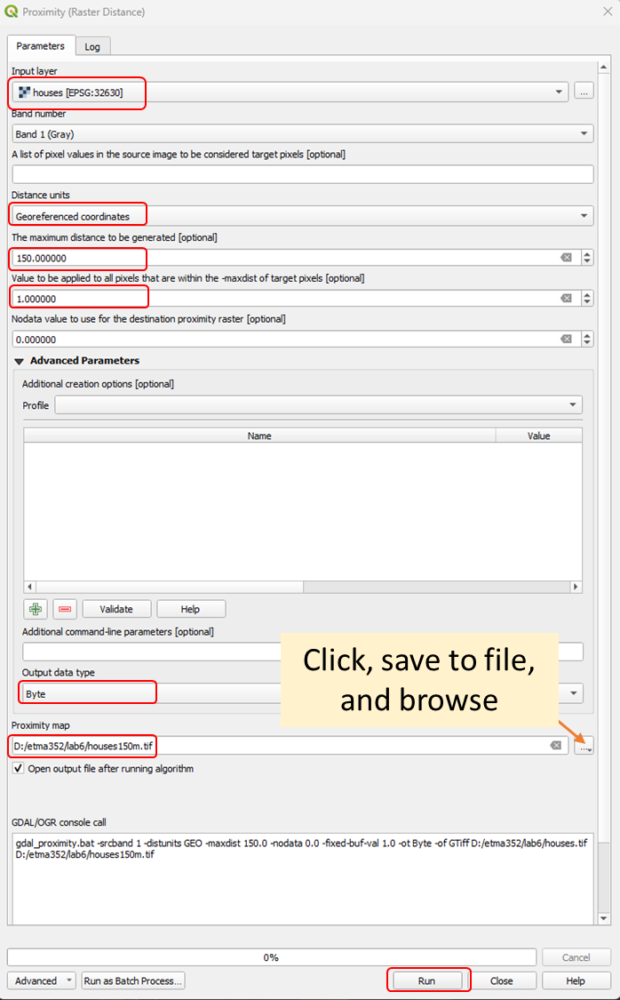 Proximity (Raster Distance)
Parameters
Log
Input layer
houses [EPSG:32630]
...
Band number
Band 1 (Gray)
A list of pixel values in the source image to be considered target pixels [optional]
Distance units
Georeferenced coordinates
The maximum distance to be generated [optional]
150.000000
Value to be applied to all pixels that are within the -maxdist of target pixels [optional]
1.000000
Nodata value to use for the destination proximity raster [optional]
0.000000
Advanced Parameters
Additional creation options [optional]
Profile
Name Value
Validate Help
Additional command-line parameters [optional]
Click, save to file,
and browse
Output data type
Byte
Proximity map
D:/etma352/lab6/houses150m.tif
...
Open output file after running algorithm
GDAL/OGR console call
gdal_proximity.bat -srcband 1 -distunits GEO -maxdist 150.0 -nodata 0.0 -fixed-buf-val 1.0 -ot Byte -of GTiff D:/etma352/lab6/houses.tif
D:/etma352/lab6/houses150m.tif
0%
Cancel
Advanced
Run as Batch Process...
Run
Close
Help